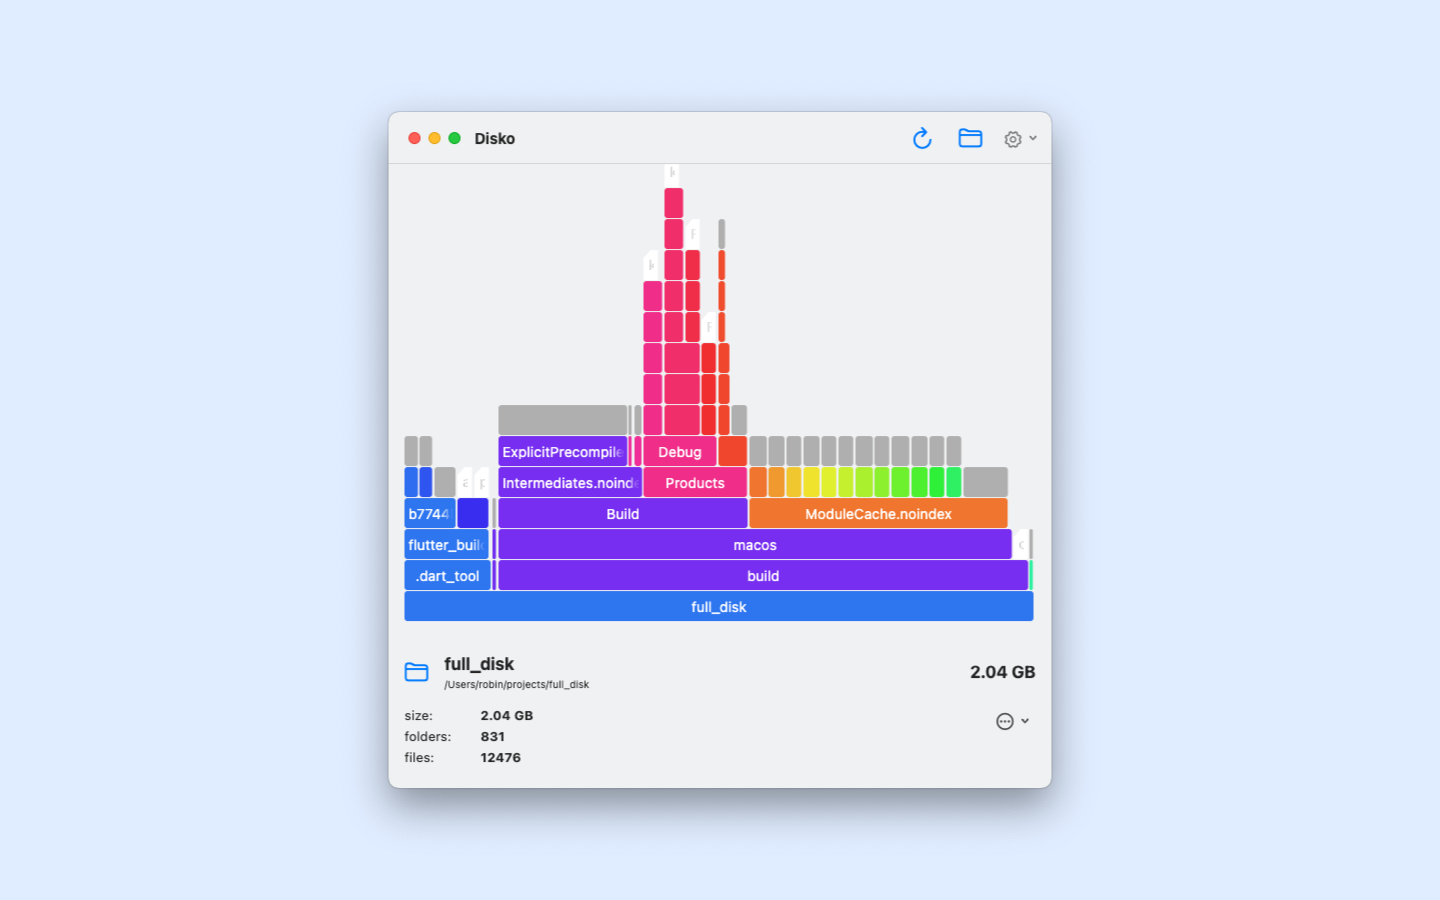 Disko
ExplicitPrecompile
Debug
Intermediates.noinde
Products
b7744
Build
ModuleCache.noindex
flutter_buil
macos
.dart_tool
build
full_disk
full_disk
/Users/robin/projects/full_disk
2.04 GB
size: 2.04 GB
folders: 831
files: 12476